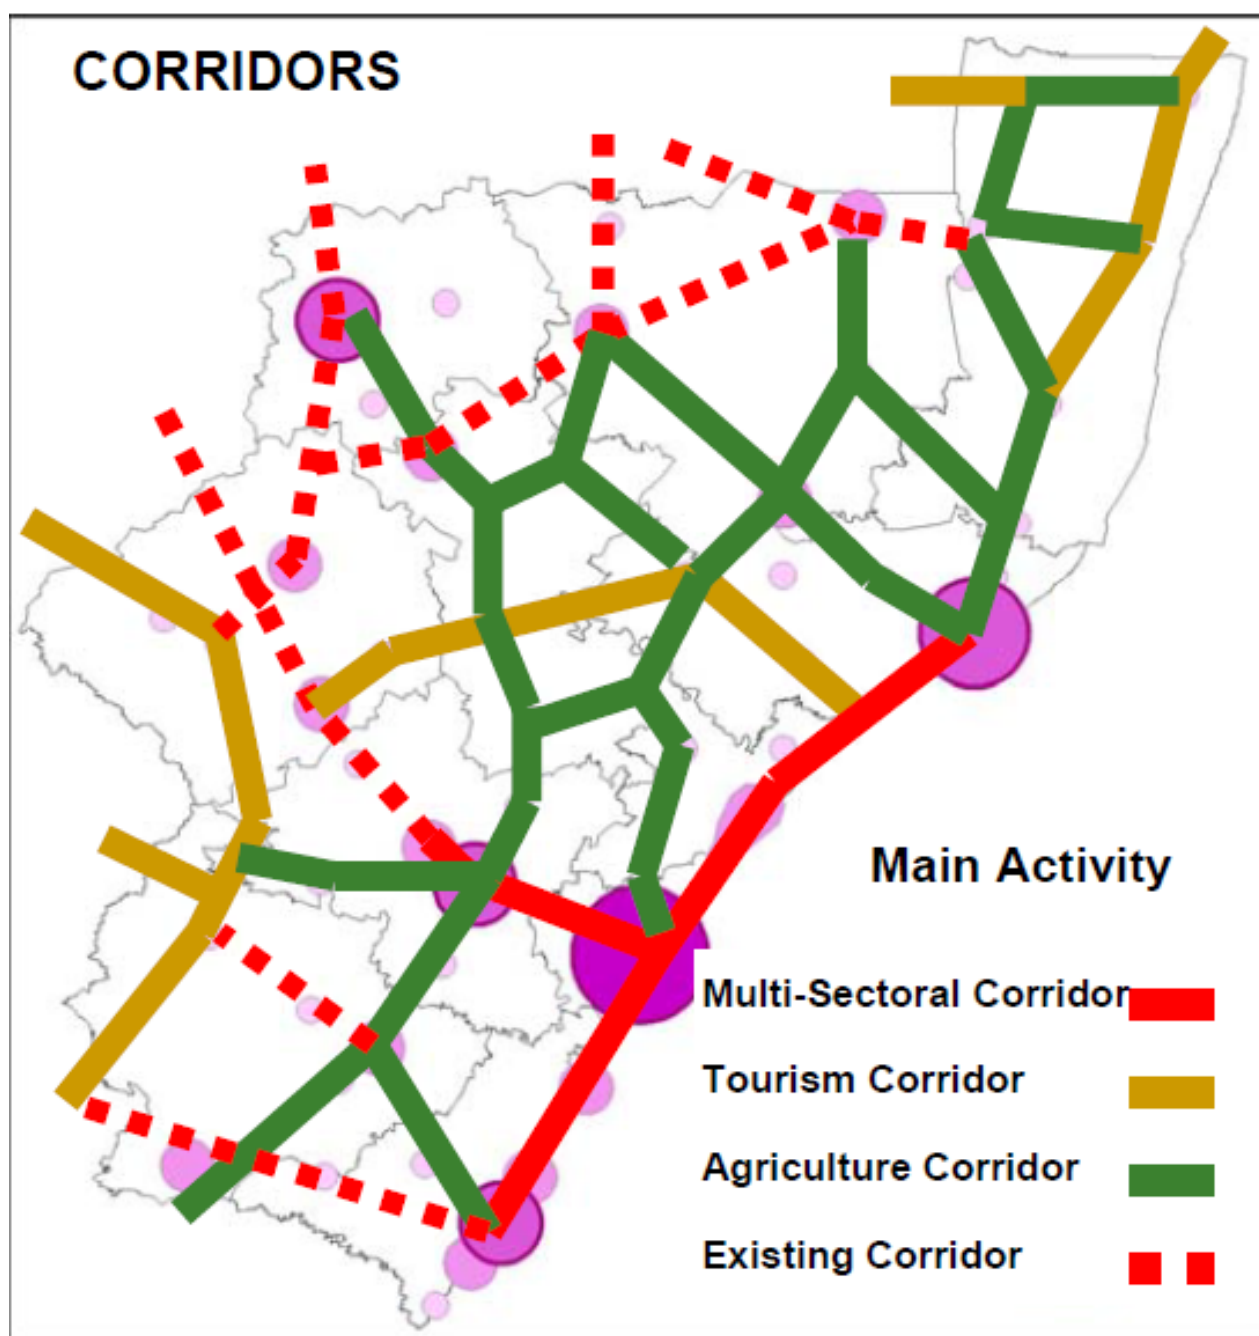 CORRIDORS
Main Activity
Multi-Sectoral Corridor
Tourism Corridor
Agriculture Corridor
Existing Corridor